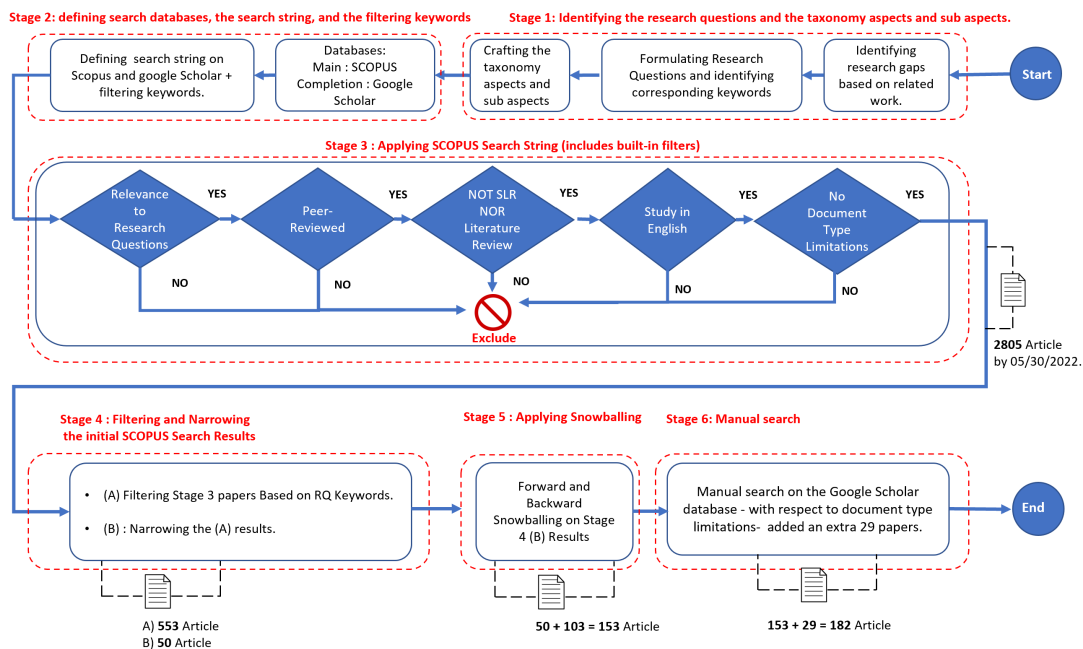 Stage 2: defining search databases, the search string, and the filtering keywords
Stage 1: Identifying the research questions and the taxonomy aspects and sub aspects.
Start
Identifying
research gaps
based on related
work.
Formulating Research
Questions and identifying
corresponding keywords
Crafting the
taxonomy
aspects and
sub aspects
Databases:
Main : SCOPUS
Completion : Google
Scholar
Defining search string on
Scopus and google Scholar +
filtering keywords.
Stage 3 : Applying SCOPUS Search String (includes built-in filters)
Relevance
to
Research
Questions
YES
Peer-
Reviewed
YES
NOT SLR
NOR
Literature
Review
YES
Study in
English
YES
No
Document
Type
Limitations
YES
NO
NO
NO
NO
NO
Exclude
2805 Article
by 05/30/2022.
Stage 4 : Filtering and Narrowing
the initial SCOPUS Search Results
• (A) Filtering Stage 3 papers Based on RQ Keywords.
• (B) : Narrowing the (A) results.
A) 553 Article
B) 50 Article
Stage 5 : Applying Snowballing
Forward and
Backward
Snowballing on Stage
4 (B) Results
50 + 103 = 153 Article
Stage 6: Manual search
Manual search on the Google Scholar
database - with respect to document type
limitations- added an extra 29 papers.
153 + 29 = 182 Article
End